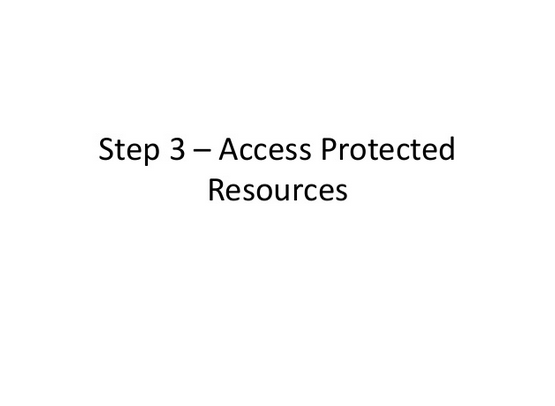 Step 3 – Access Protected
Resources